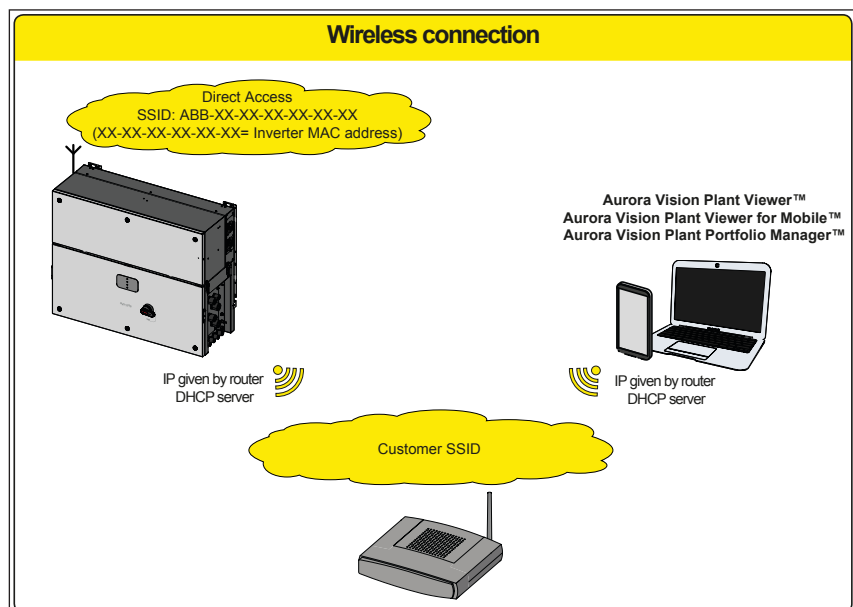 Wireless connection
Direct Access
SSID: ABB-XX-XX-XX-XX-XX-XX
(XX-XX-XX-XX-XX-XX= Inverter MAC address)
Aurora Vision Plant Viewer™
Aurora Vision Plant Viewer for Mobile™
Aurora Vision Plant Portfolio Manager™
IP given by router
DHCP server
IP given by router
DHCP server
Customer SSID